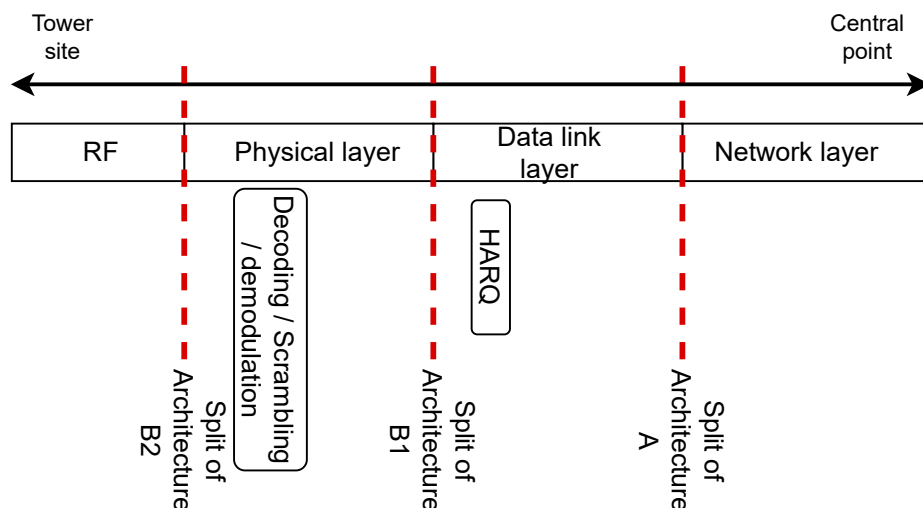 Tower
site
Central
point
RF
Physical layer
Data link
layer
Network layer
Decoding / Scrambling
/ demodulation
HARQ
Split of
Architecture
B2
Split of
Architecture
B1
Split of
Architecture
A